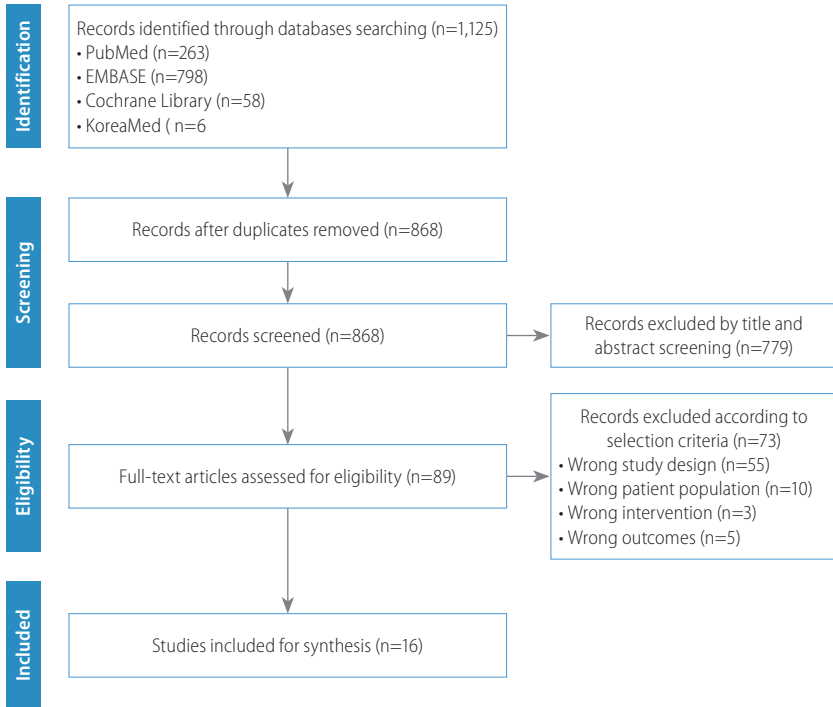 Identification
Records identified through databases searching (n=1,125)
• PubMed (n=263)
• EMBASE (n=798)
• Cochrane Library (n=58)
• KoreaMed ( n=6
Screening
Records after duplicates removed (n=868)
Records screened (n=868)
Records excluded by title and
abstract screening (n=779)
Eligibility
Full-text articles assessed for eligibility (n=89)
Records excluded according to
selection criteria (n=73)
• Wrong study design (n=55)
• Wrong patient population (n=10)
• Wrong intervention (n=3)
• Wrong outcomes (n=5)
Included
Studies included for synthesis (n=16)